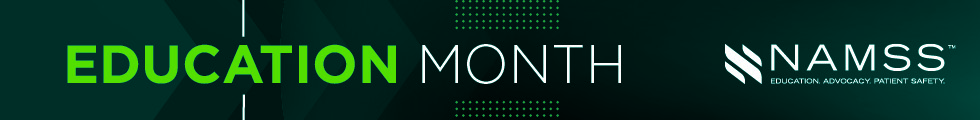 EDUCATION MONTH
NAMSS™
EDUCATION. ADVOCACY. PATIENT SAFETY.